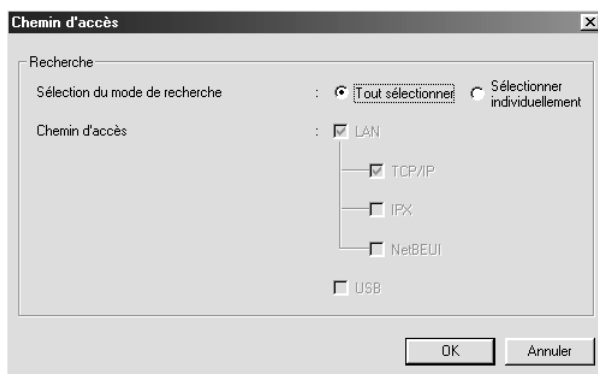 Chemin d'accès
Recherche
Sélection du mode de recherche : Tout sélectionner Sélectionner individuellement
Chemin d'accès : LAN
TCP/IP
IPX
NetBEUI
USB
OK Annuler